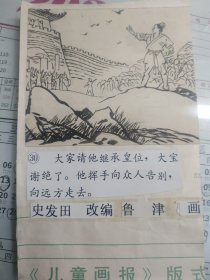 ㉚ 大家请他继承皇位，大宝
谢绝了。他挥手向众人告别，
向远方走去。
史发田 改编 鲁 津 画
《儿童画报》版式